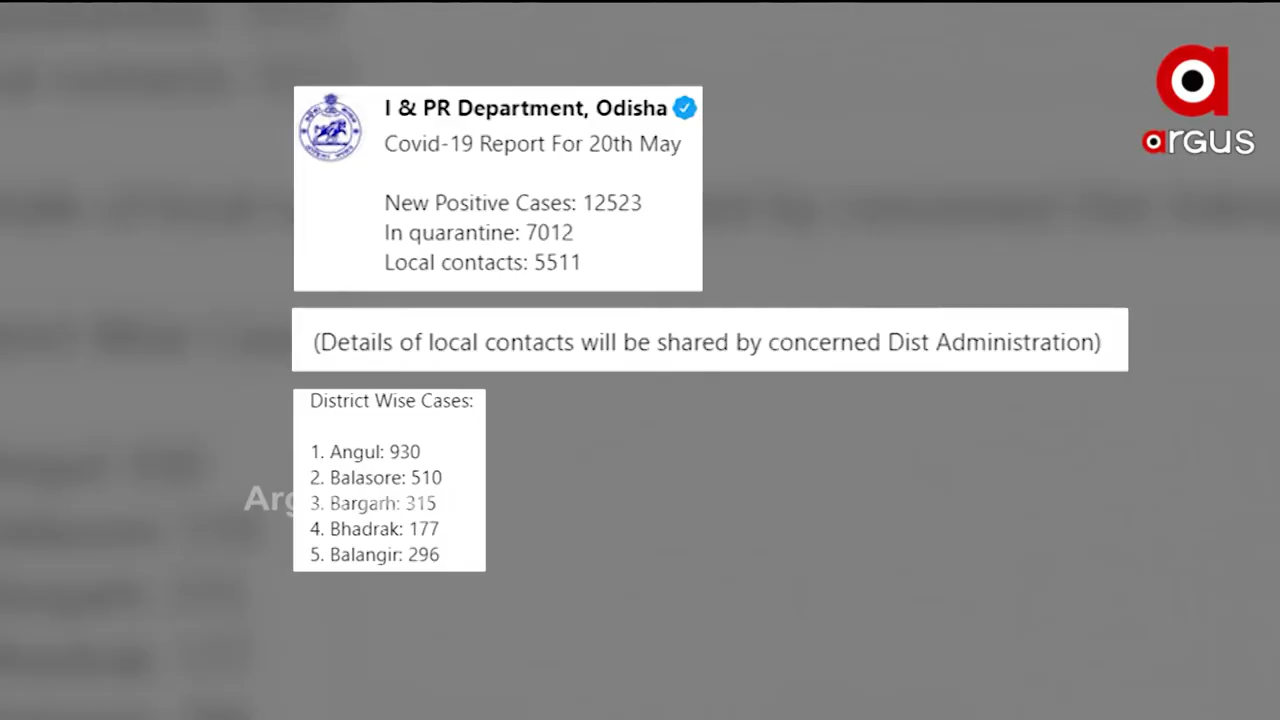 I & PR Department, Odisha
Covid-19 Report For 20th May
New Positive Cases: 12523
In quarantine: 7012
Local contacts: 5511
(Details of local contacts will be shared by concerned Dist Administration)
District Wise Cases:
1. Angul: 930
2. Balasore: 510
3. Bargarh: 315
4. Bhadrak: 177
5. Balangir: 296
argus